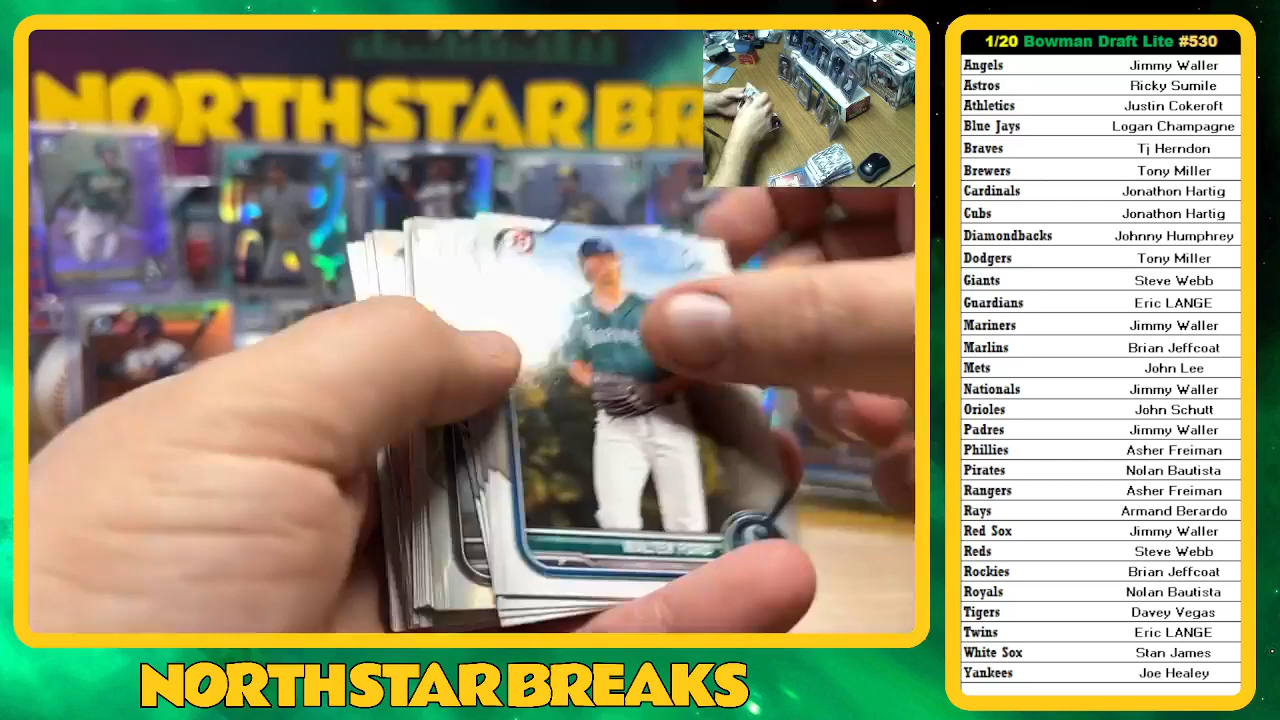 NORTHSTAR BREA
1/20 Bowman Draft Lite #530
Angels Jimmy Waller
Astros Ricky Sumile
Athletics Justin Cokeroft
Blue Jays Logan Champagne
Braves Tj Herndon
Brewers Tony Miller
Cardinals Jonathon Hartig
Cubs Jonathon Hartig
Diamondbacks Johnny Humphrey
Dodgers Tony Miller
Giants Steve Webb
Guardians Eric LANGE
Mariners Jimmy Waller
Marlins Brian Jeffcoat
Mets John Lee
Nationals Jimmy Waller
Orioles John Schutt
Padres Jimmy Waller
Phillies Asher Freiman
Pirates Nolan Bautista
Rangers Asher Freiman
Rays Armand Berardo
Red Sox Jimmy Waller
Reds Steve Webb
Rockies Brian Jeffcoat
Royals Nolan Bautista
Tigers Davey Vegas
Twins Eric LANGE
White Sox Stan James
Yankees Joe Healey
NORTHSTAR BREAKS